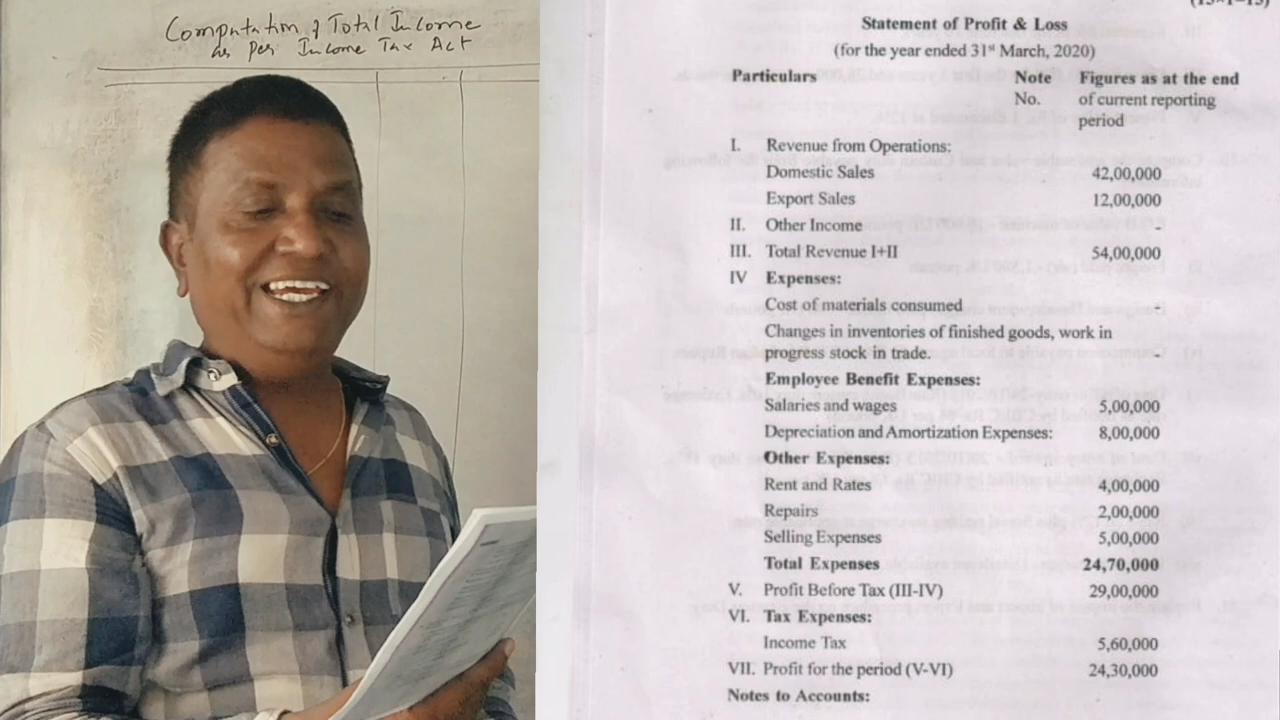 Computation of Total Income
as per Income Tax Act
Statement of Profit & Loss
(for the year ended 31st March, 2020)
Particulars Note Figures as at the end
No. of current reporting
period
I. Revenue from Operations:
Domestic Sales 42,00,000
Export Sales 12,00,000
II. Other Income -
III. Total Revenue I+II 54,00,000
IV Expenses:
Cost of materials consumed -
Changes in inventories of finished goods, work in
progress stock in trade. -
Employee Benefit Expenses:
Salaries and wages 5,00,000
Depreciation and Amortization Expenses: 8,00,000
Other Expenses:
Rent and Rates 4,00,000
Repairs 2,00,000
Selling Expenses 5,00,000
Total Expenses 24,70,000
V. Profit Before Tax (III-IV) 29,00,000
VI. Tax Expenses:
Income Tax 5,60,000
VII. Profit for the period (V-VI) 24,30,000
Notes to Accounts: